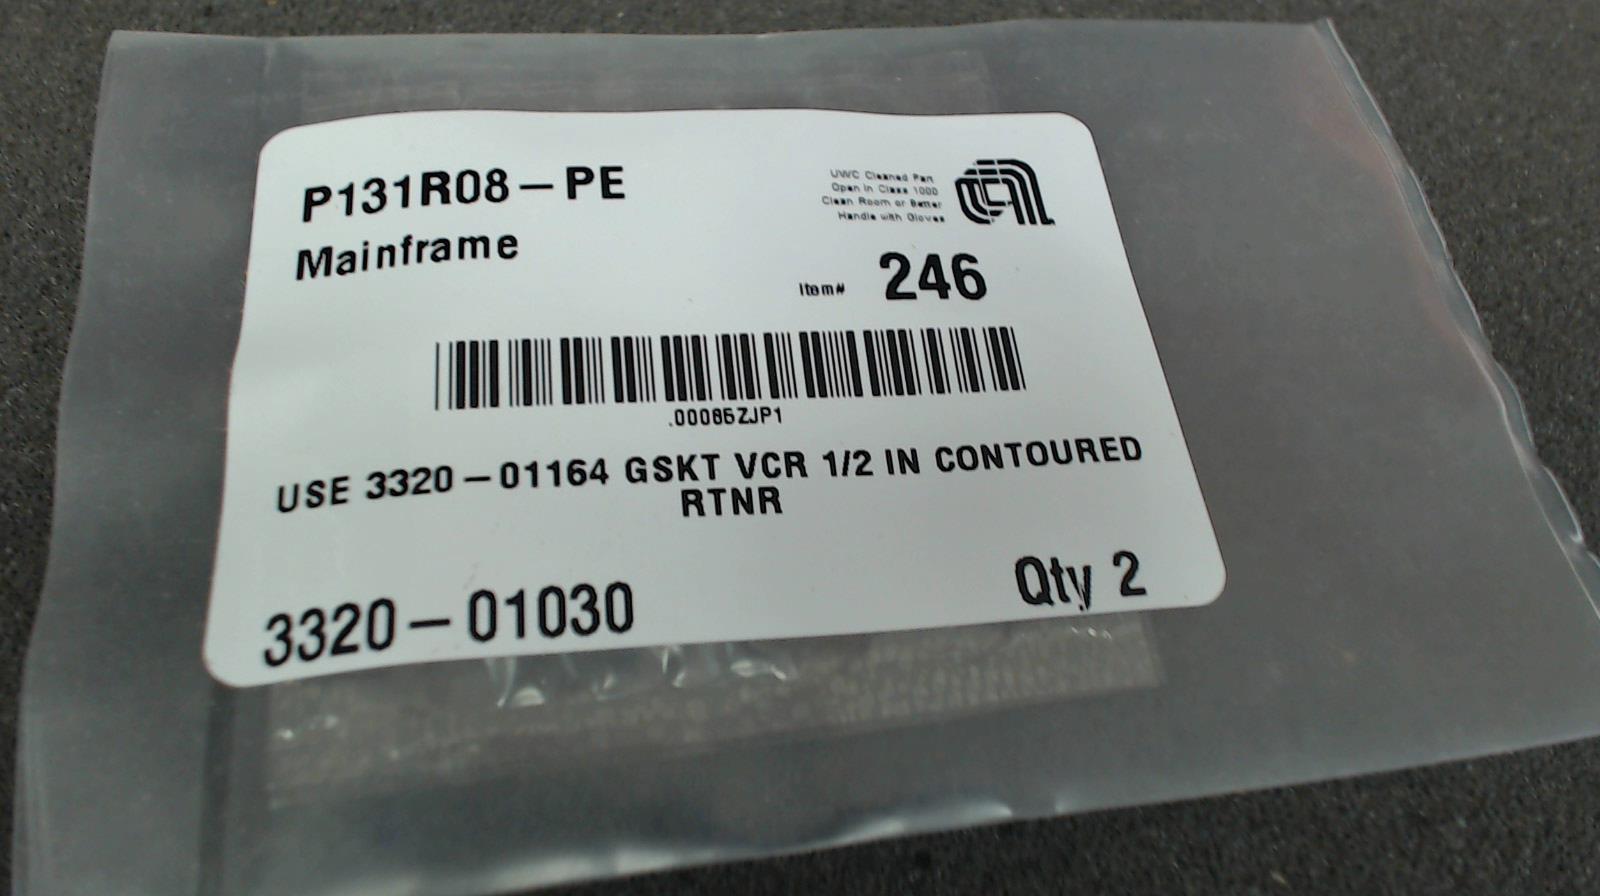 P131R08-PE
Mainframe
UWC Cleaned Part
Open in Class 1000
Clean Room or Better
Handle with Gloves
Item# 246
.00086ZJP1
USE 3320-01164 GSKT VCR 1/2 IN CONTOURED
RTNR
3320-01030
Qty 2